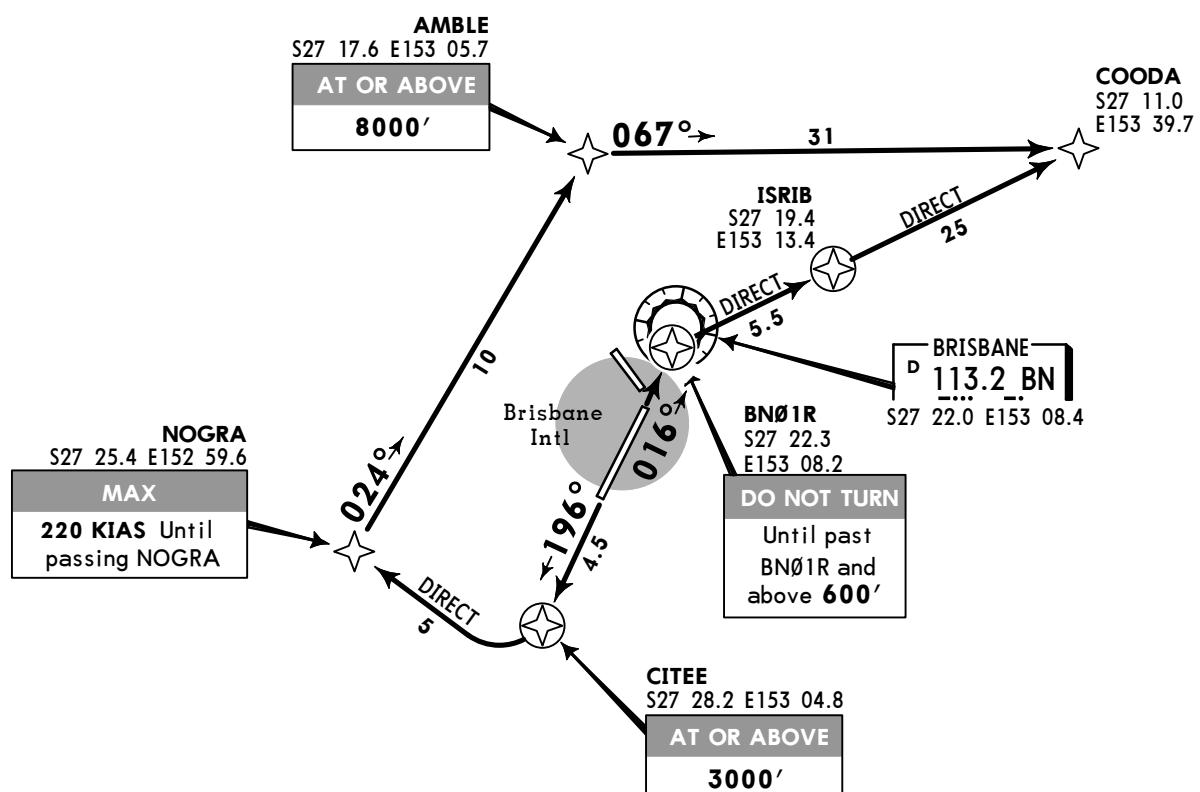 AMBLE
S27 17.6 E153 05.7
AT OR ABOVE
8000′
067°
31
COODA
S27 11.0
E153 39.7
ISRIB
S27 19.4
E153 13.4
DIRECT
25
DIRECT
5.5
10
BRISBANE
D 113.2 BN
S27 22.0 E153 08.4
Brisbane
Intl
016°
BNØ1R
S27 22.3
E153 08.2
DO NOT TURN
Until past
BNØ1R and
above 600′
NOGRA
S27 25.4 E152 59.6
MAX
220 KIAS Until
passing NOGRA
024°
196°
4.5
DIRECT
5
CITEE
S27 28.2 E153 04.8
AT OR ABOVE
3000′